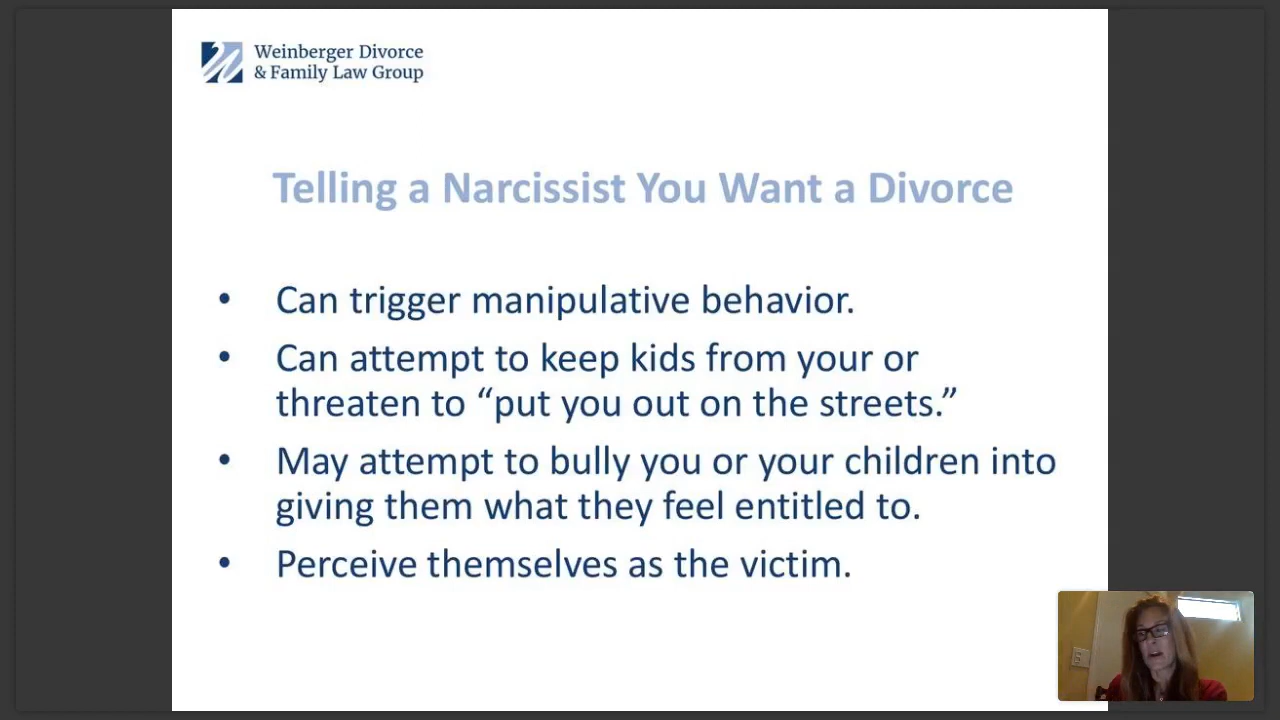 Weinberger Divorce
& Family Law Group
Telling a Narcissist You Want a Divorce
• Can trigger manipulative behavior.
• Can attempt to keep kids from your or
threaten to “put you out on the streets.”
• May attempt to bully you or your children into
giving them what they feel entitled to.
• Perceive themselves as the victim.